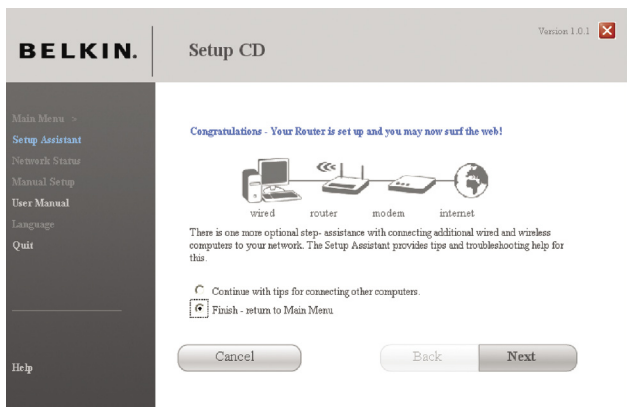 Version 1.0.1
BELKIN.
Setup CD
Main Menu >
Setup Assistant
Network Status
Manual Setup
User Manual
Language
Quit
Help
Congratulations - Your Router is set up and you may now surf the web!
wired router modem internet
There is one more optional step- assistance with connecting additional wired and wireless
computers to your network. The Setup Assistant provides tips and troubleshooting help for
this.
Continue with tips for connecting other computers.
Finish - return to Main Menu
Cancel
Back
Next